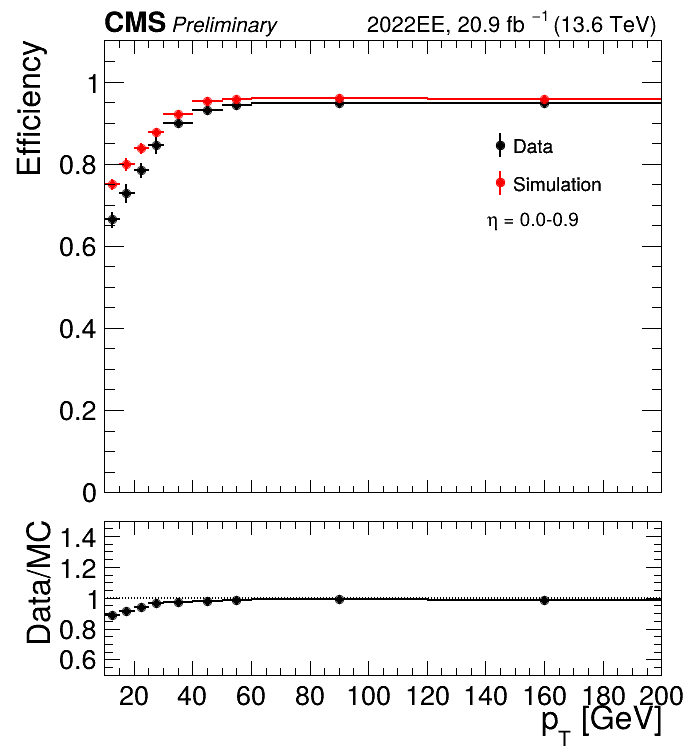 CMS Preliminary 2022EE, 20.9 fb⁻¹ (13.6 TeV)
Efficiency
1
0.8
0.6
0.4
0.2
0
Data
Simulation
η = 0.0-0.9
Data/MC
1.4
1.2
1
0.8
0.6
20 40 60 80 100 120 140 160 180 200
p_T [GeV]